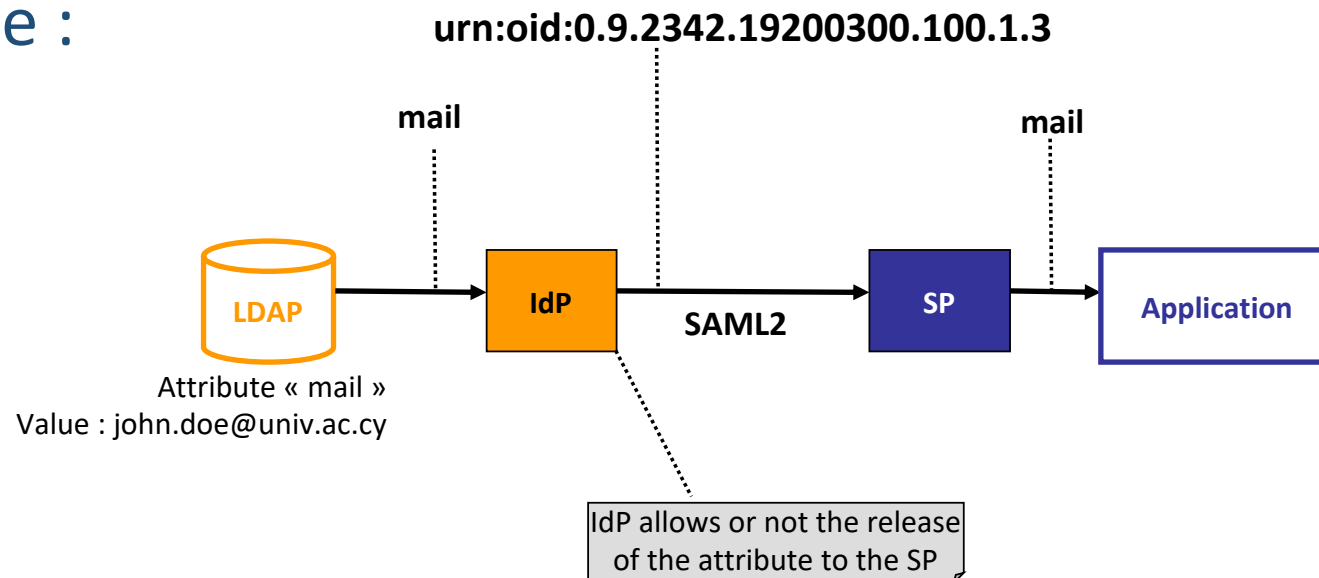 e :
urn:oid:0.9.2342.19200300.100.1.3
mail
mail
LDAP
IdP
SAML2
SP
Application
Attribute « mail »
Value : john.doe@univ.ac.cy
IdP allows or not the release
of the attribute to the SP